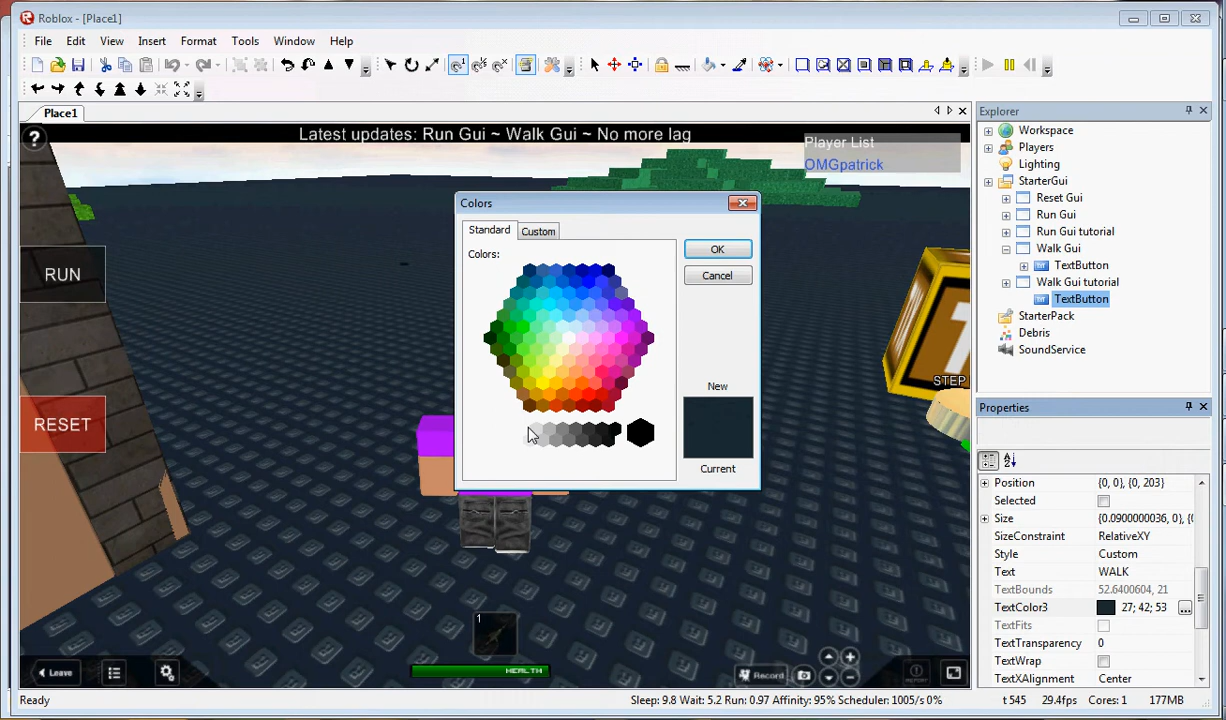 Roblox - [Place1]
File Edit View Insert Format Tools Window Help
Place1
Latest updates: Run Gui ~ Walk Gui ~ No more lag
?
Player List
OMGpatrick
RUN
RESET
STEP
1
Leave
HEALTH
Record
REPORT
Colors
Standard Custom
Colors:
OK
Cancel
New
Current
Explorer
Workspace
Players
Lighting
StarterGui
Reset Gui
Run Gui
Run Gui tutorial
Walk Gui
TextButton
Walk Gui tutorial
TextButton
StarterPack
Debris
SoundService
Properties
Position {0, 0}, {0, 203}
Selected
Size {0.0900000036, 0}, {
SizeConstraint RelativeXY
Style Custom
Text WALK
TextBounds 52.6400604, 21
TextColor3 27; 42; 53 ...
TextFits
TextTransparency 0
TextWrap
TextXAlignment Center
Ready
Sleep: 9.8 Wait: 5.2 Run: 0.97 Affinity: 95% Scheduler: 1005/s 0% t 545 29.4fps Cores: 1 177MB